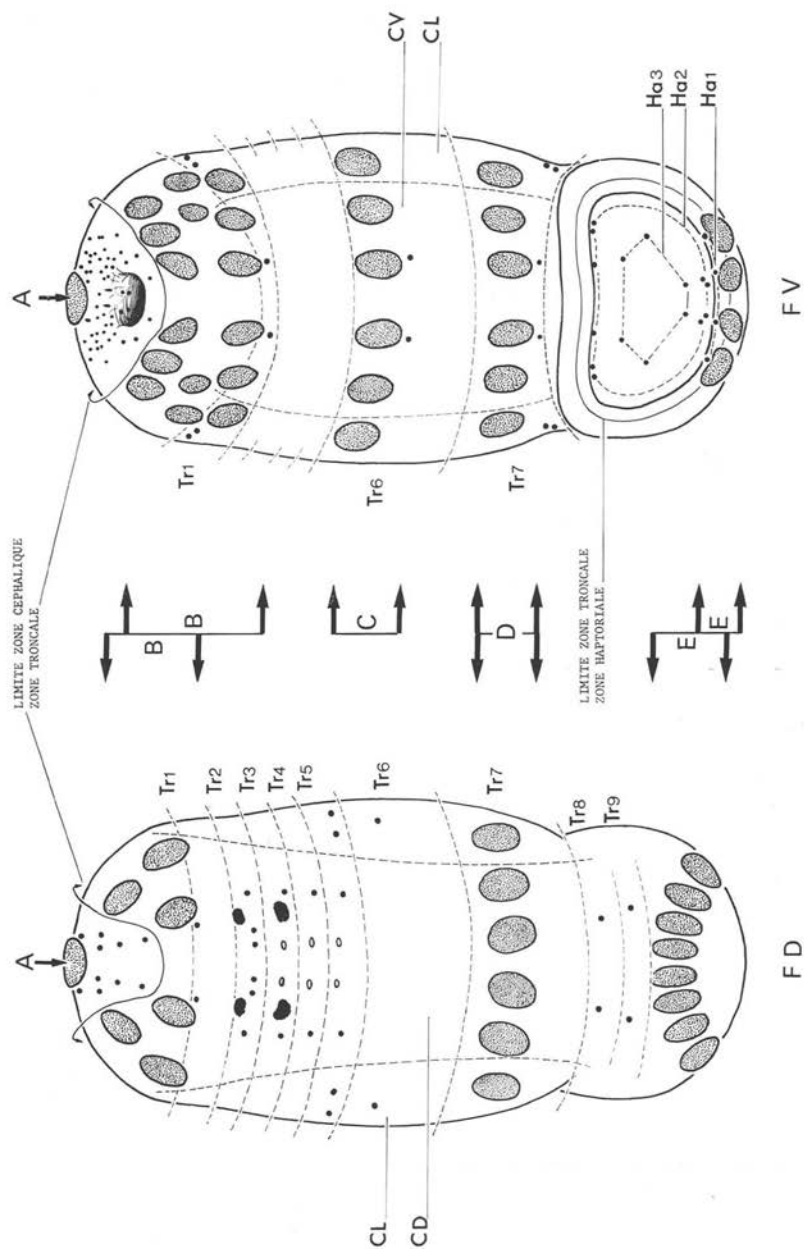 A
A
LIMITE ZONE CEPHALIQUE
ZONE TRONCALE
Tr1
Tr2
Tr3
Tr4
Tr5
Tr6
Tr7
Tr8
Tr9
CL
CD
F D
B
B
C
D
LIMITE ZONE TRONCALE
ZONE HAPTORIALE
E
E
Tr1
Tr6
Tr7
CV
CL
Ha3
Ha2
Ha1
F V